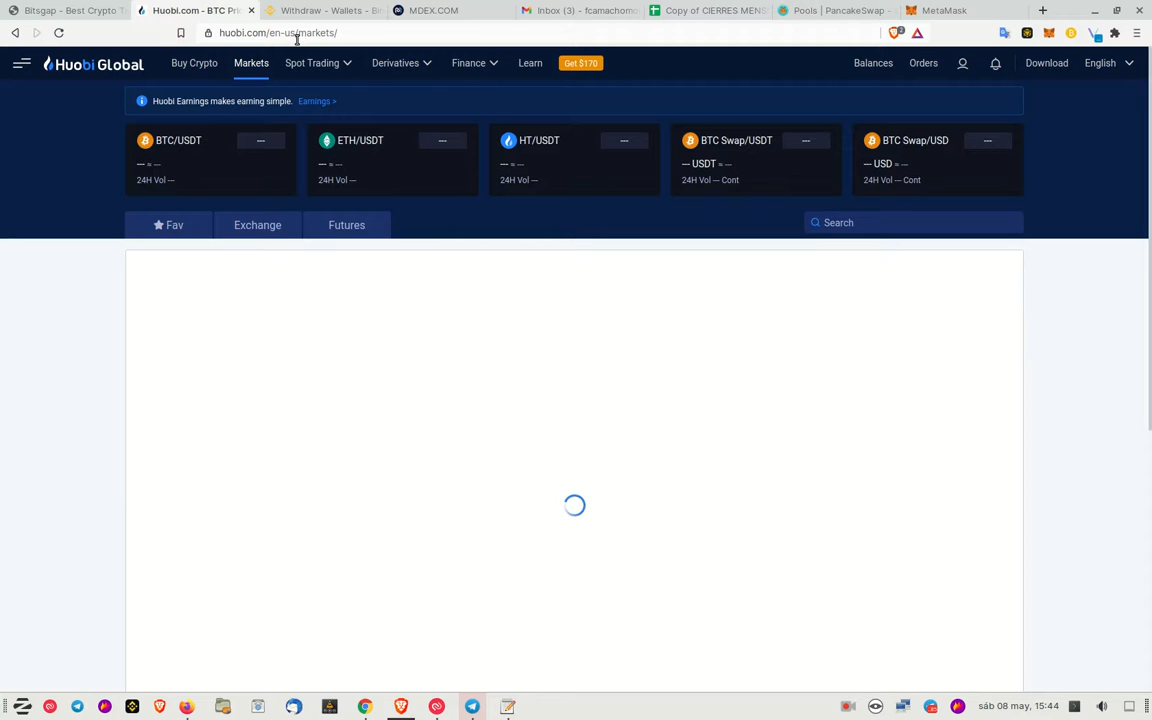 Bitsgap - Best Crypto T
Huobi.com - BTC Pri
Withdraw - Wallets - Bi
MDEX.COM
Inbox (3) - fcamachomo
Copy of CIERRES MENS
Pools | PancakeSwap -
MetaMask
huobi.com/en-us/markets/
2
Huobi Global
Buy Crypto
Markets
Spot Trading
Derivatives
Finance
Learn
Get $170
Balances
Orders
Download
English
Huobi Earnings makes earning simple. Earnings >
BTC/USDT ---
--- ≈ ---
24H Vol ---
ETH/USDT ---
--- ≈ ---
24H Vol ---
HT/USDT ---
--- ≈ ---
24H Vol ---
BTC Swap/USDT ---
--- USDT ≈ ---
24H Vol --- Cont
BTC Swap/USD ---
--- USD ≈ ---
24H Vol --- Cont
Fav
Exchange
Futures
Search
sáb 08 may, 15:44